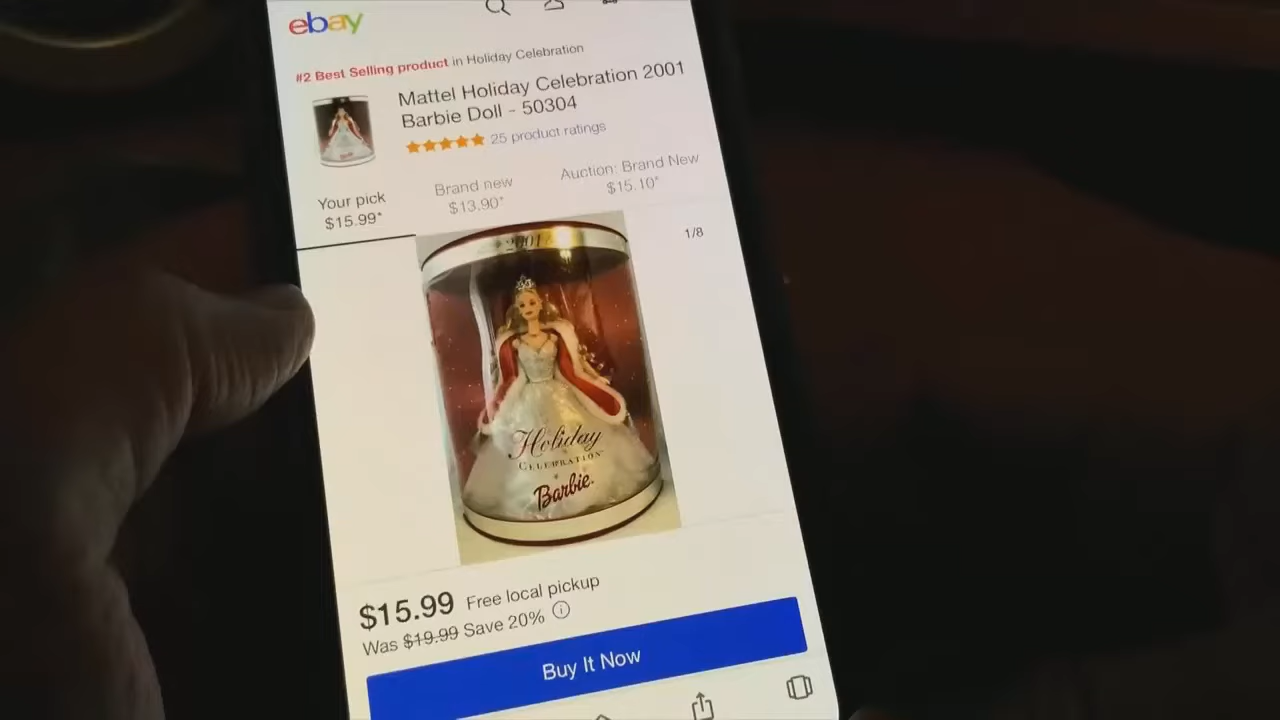 ebay
#2 Best Selling product in Holiday Celebration
Mattel Holiday Celebration 2001
Barbie Doll - 50304
25 product ratings
Your pick
$15.99*
Brand new
$13.90*
Auction: Brand New
$15.10*
1/8
2001
Holiday
CELEBRATION
Barbie
$15.99 Free local pickup
Was $19.99 Save 20%
Buy It Now